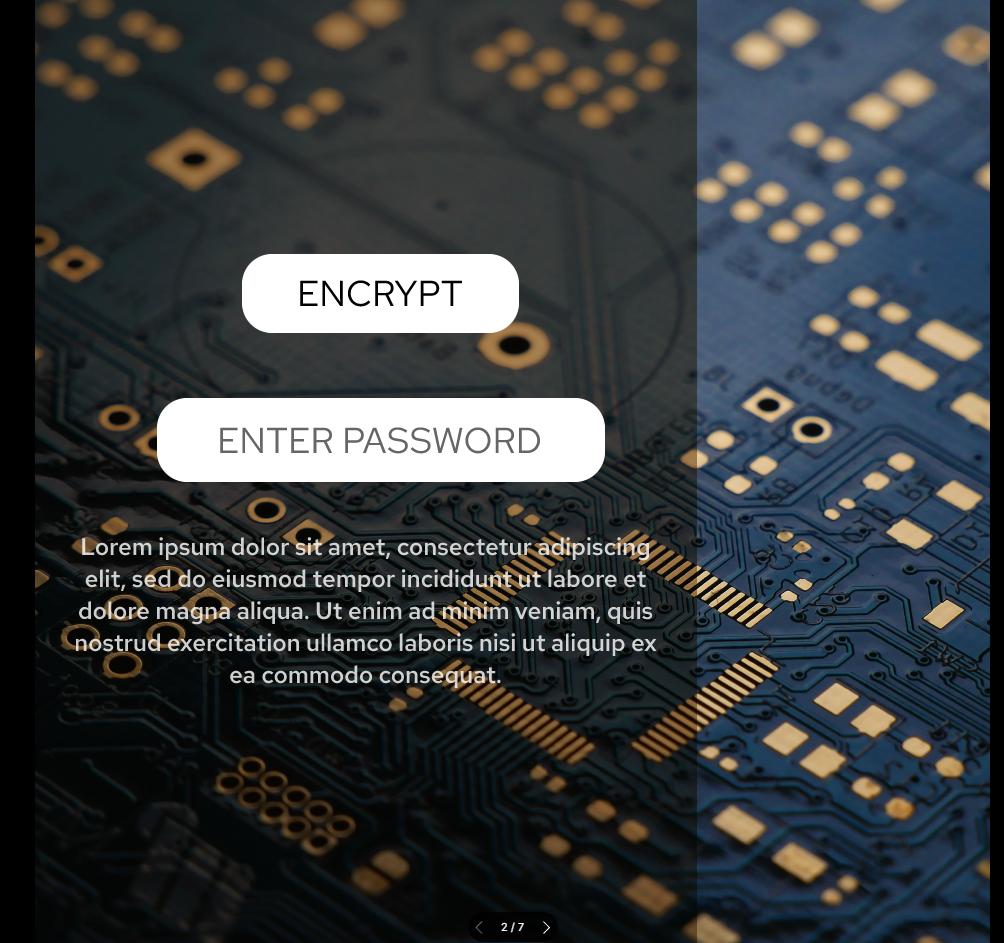 ENCRYPT
ENTER PASSWORD
Lorem ipsum dolor sit amet, consectetur adipiscing
elit, sed do eiusmod tempor incididunt ut labore et
dolore magna aliqua. Ut enim ad minim veniam, quis
nostrud exercitation ullamco laboris nisi ut aliquip ex
ea commodo consequat.
2 / 7